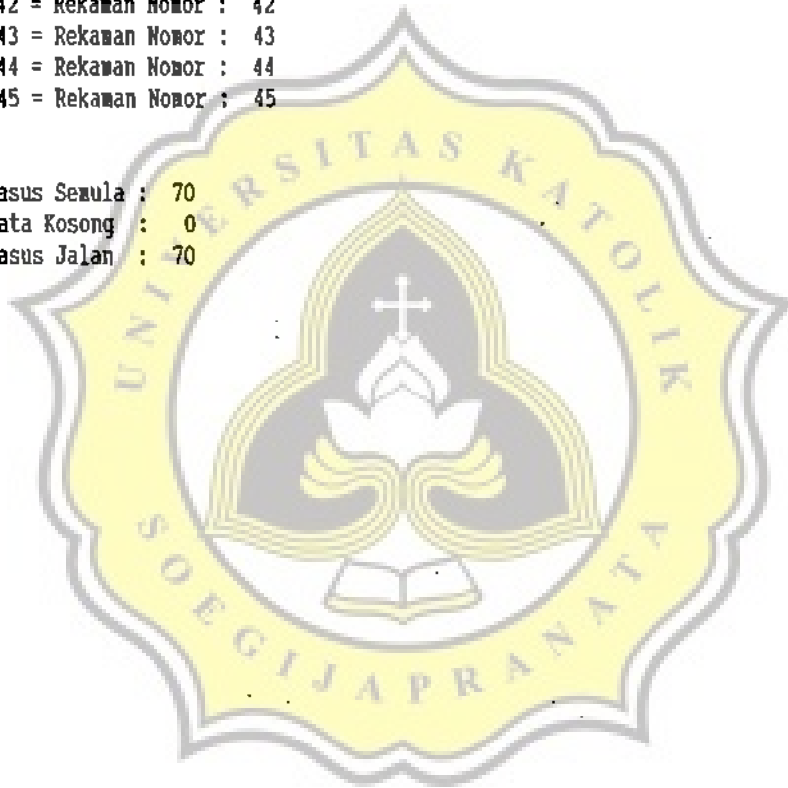 42 = Rekaman Nomor : 42
43 = Rekaman Nomor : 43
44 = Rekaman Nomor : 44
45 = Rekaman Nomor : 45
asus Semula : 70
ata Kosong : 0
asus Jalan : 70
UNIVERSITAS KATOLIK
SOEGIJAPRANATA